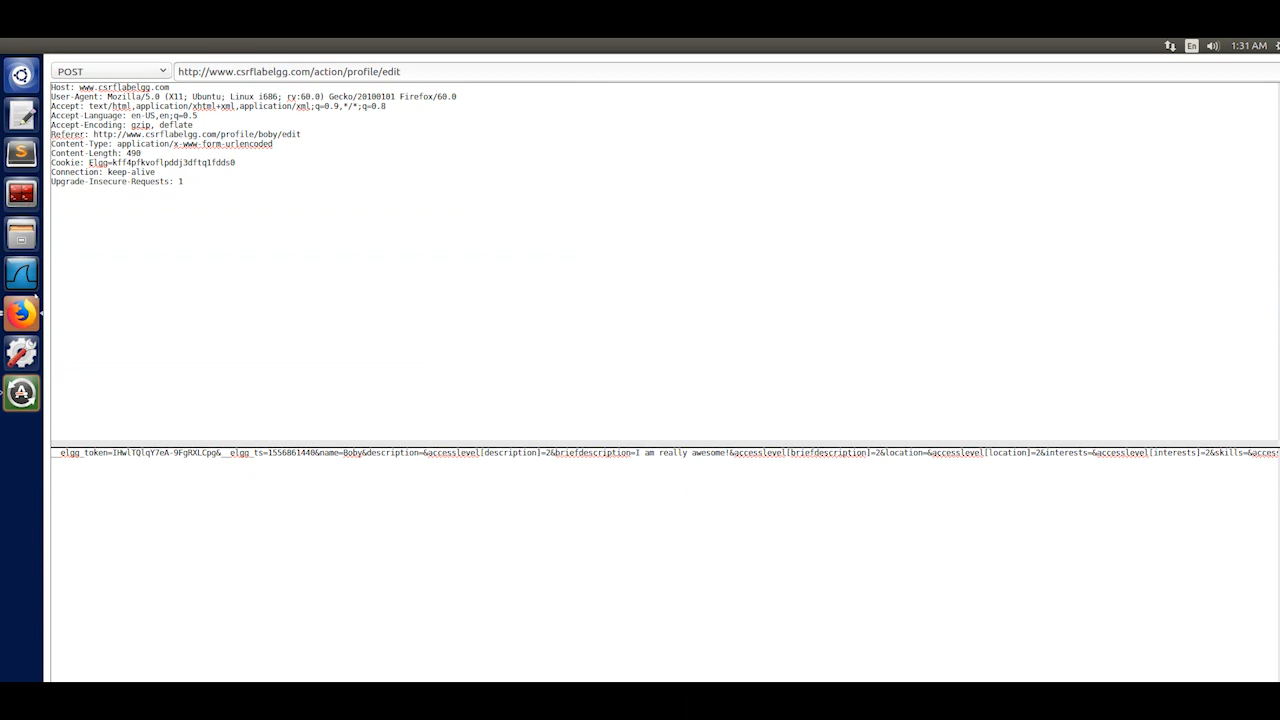 En 1:31 AM
POST http://www.csrflabelgg.com/action/profile/edit
Host: www.csrflabelgg.com
User-Agent: Mozilla/5.0 (X11; Ubuntu; Linux i686; ry:60.0) Gecko/20100101 Firefox/60.0
Accept: text/html,application/xhtml+xml,application/xml;q=0.9,*/*;q=0.8
Accept-Language: en-US,en;q=0.5
Accept-Encoding: gzip, deflate
Referer: http://www.csrflabelgg.com/profile/boby/edit
Content-Type: application/x-www-form-urlencoded
Content-Length: 490
Cookie: Elgg=kff4pfkvoflpddj3dftq1fdds0
Connection: keep-alive
Upgrade-Insecure-Requests: 1
__elgg_token=IHwlTQlqY7eA-9FgRXLCpg&__elgg_ts=1556861440&name=Boby&description=&accesslevel[description]=2&briefdescription=I am really awesome!&accesslevel[briefdescription]=2&location=&accesslevel[location]=2&interests=&accesslevel[interests]=2&skills=&access